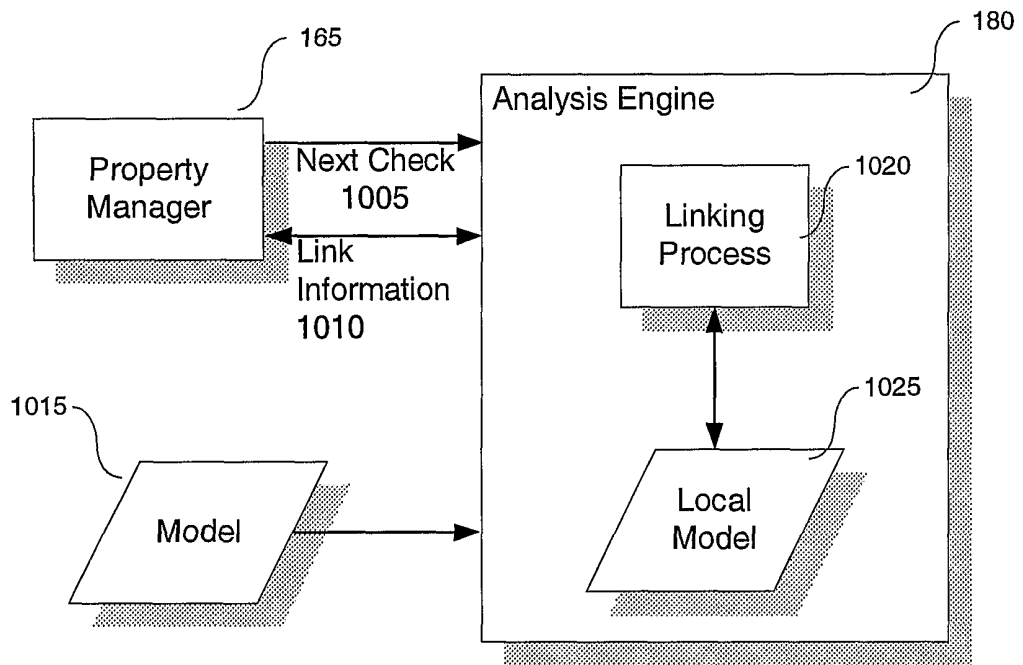 165
180
Analysis Engine
Property
Manager
Next Check
1005
Link
Information
1010
1020
Linking
Process
1015
Model
1025
Local
Model